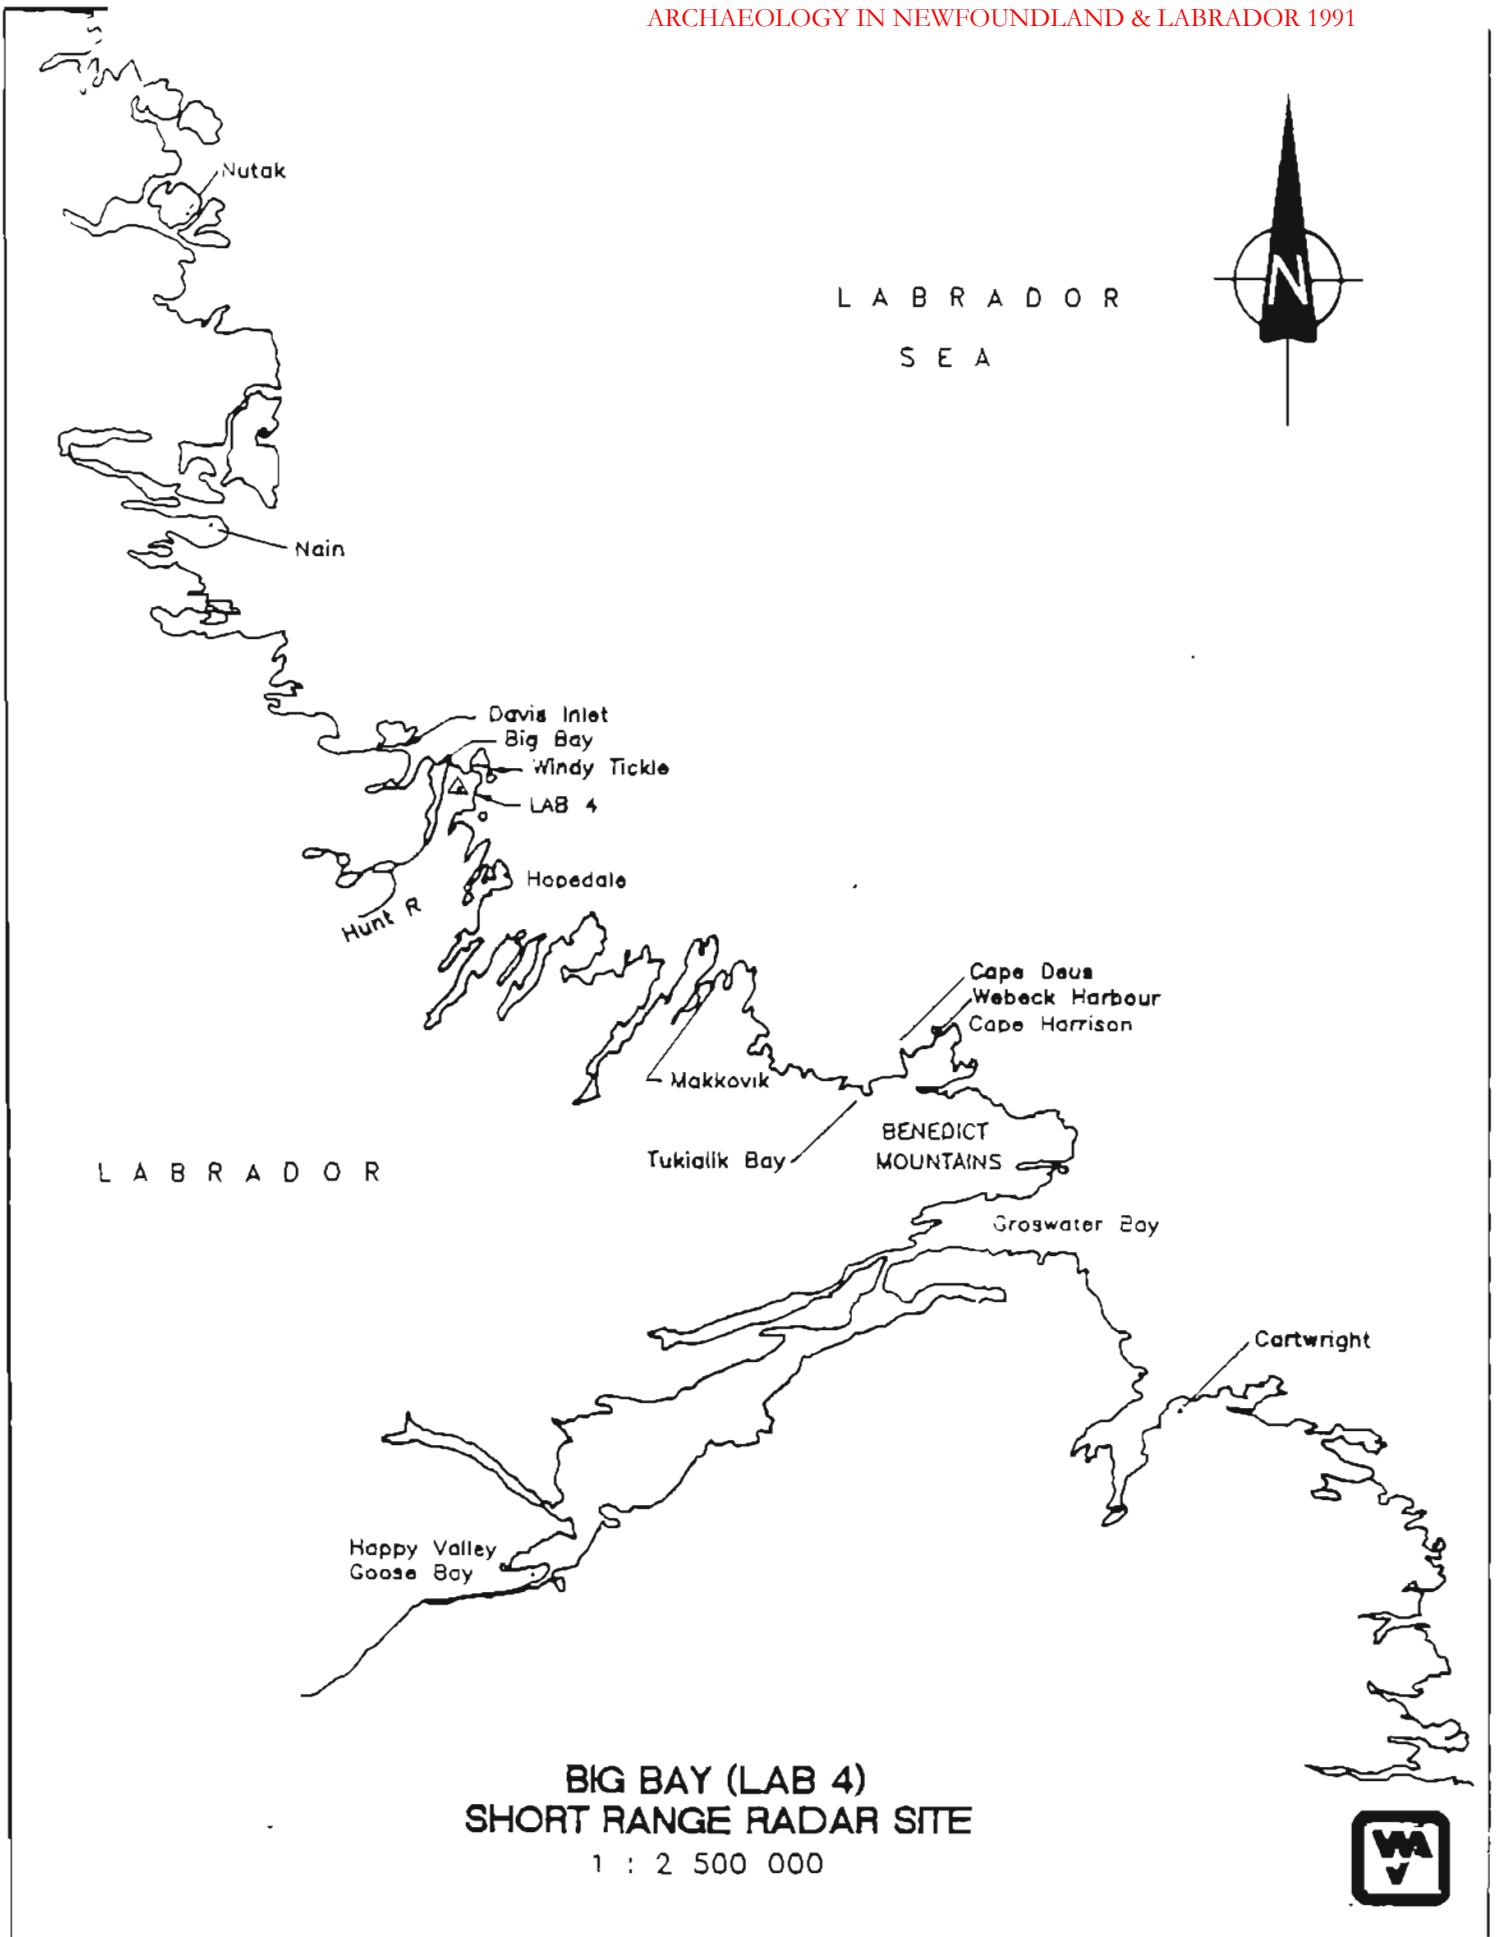 ARCHAEOLOGY IN NEWFOUNDLAND & LABRADOR 1991
Nutak
LABRADOR
SEA
N
Nain
Davis Inlet
Big Bay
Windy Tickle
LAB 4
Hopedale
Hunt R
Cape Deus
Webeck Harbour
Cape Harrison
Makkovik
BENEDICT
Tukialik Bay
MOUNTAINS
LABRADOR
Groswater Bay
Cartwright
Happy Valley
Goose Bay
BIG BAY (LAB 4)
SHORT RANGE RADAR SITE
1 : 2 500 000